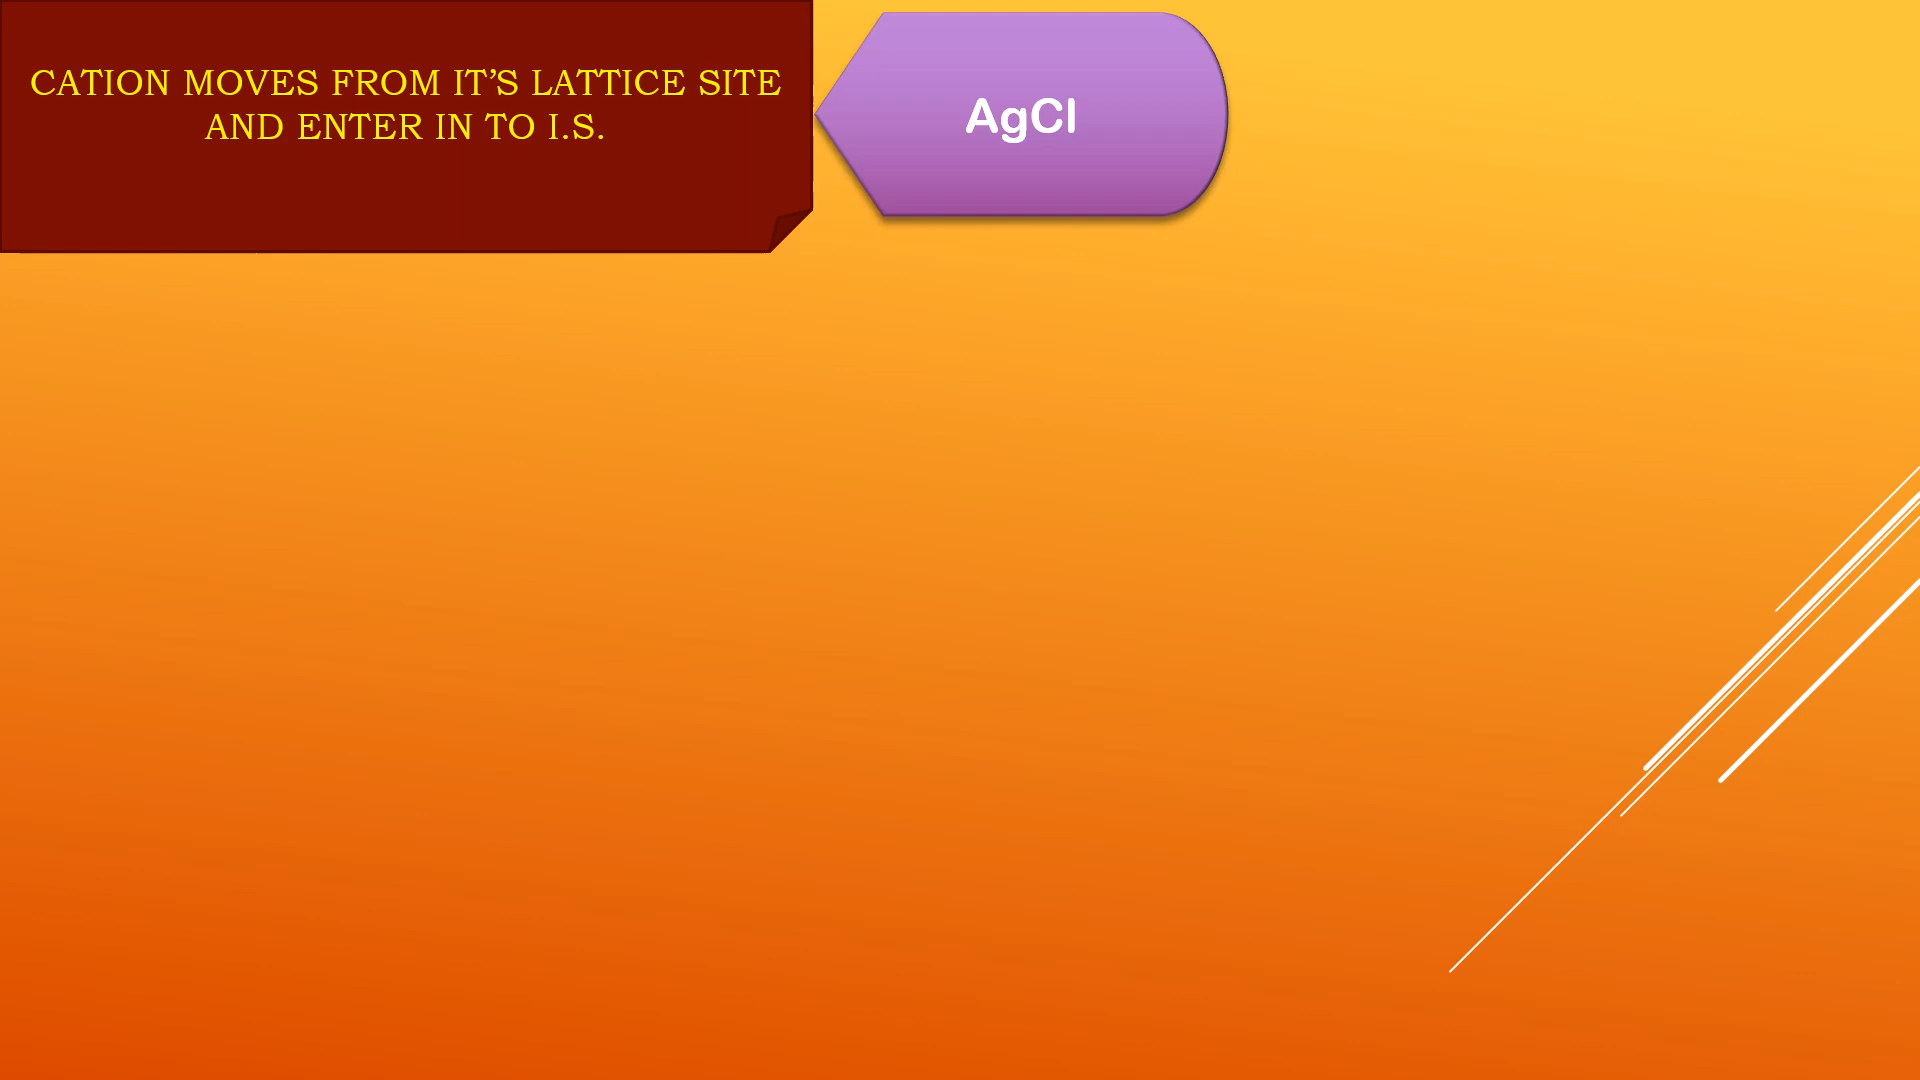 CATION MOVES FROM IT’S LATTICE SITE
AND ENTER IN TO I.S.
AgCl